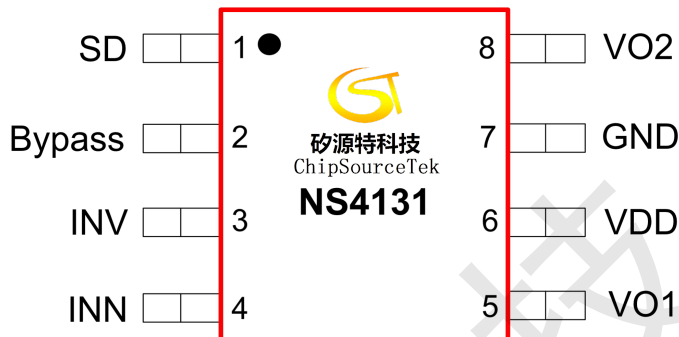 SD 1 8 VO2
Bypass 2 7 GND
矽源特科技
ChipSourceTek
NS4131
INV 3 6 VDD
INN 4 5 VO1
技